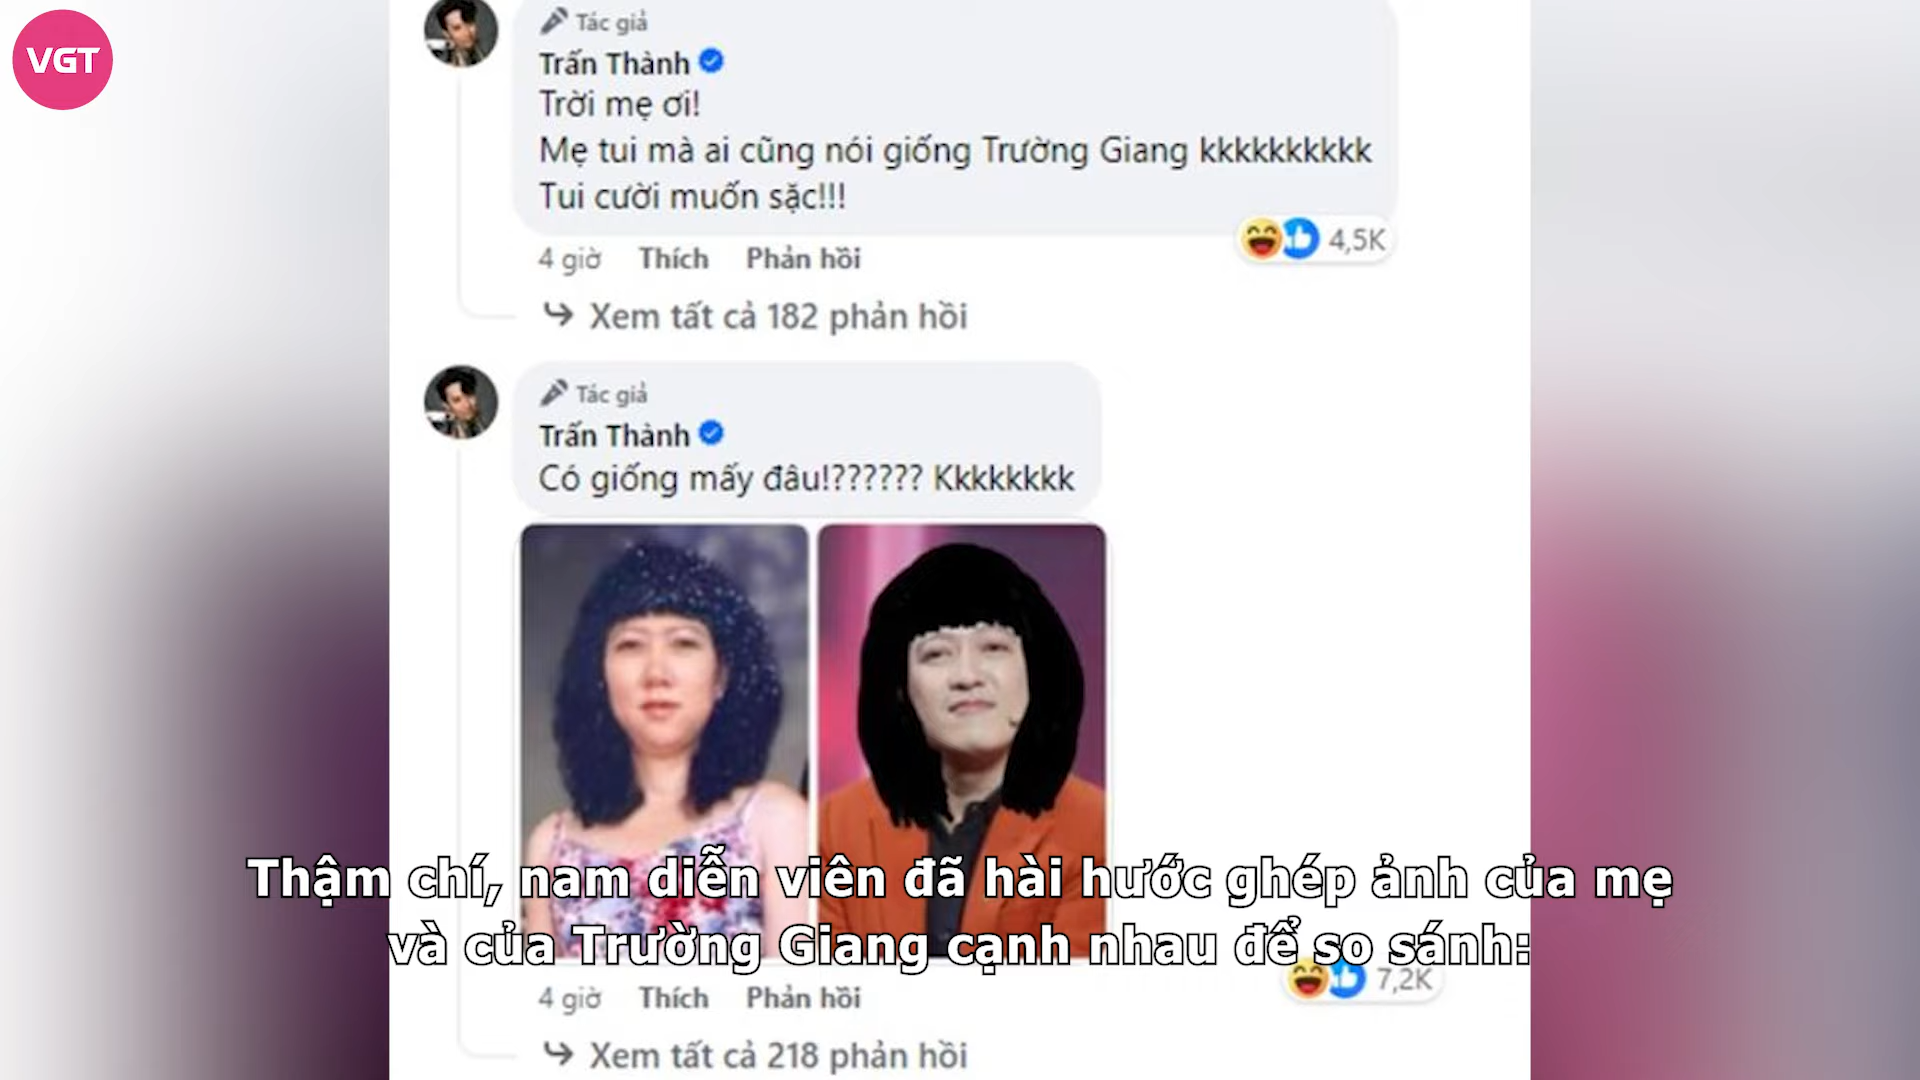 VGT
Tác giả
Trấn Thành
Trời mẹ ơi!
Mẹ tui mà ai cũng nói giống Trường Giang kkkkkkkkkk
Tui cười muốn sặc!!!
4,5K
4 giờ Thích Phản hồi
Xem tất cả 182 phản hồi
Tác giả
Trấn Thành
Có giống mấy đâu!?????? Kkkkkkkk
Thậm chí, nam diễn viên đã hài hước ghép ảnh của mẹ
và của Trường Giang cạnh nhau để so sánh:
7,2K
4 giờ Thích Phản hồi
Xem tất cả 218 phản hồi